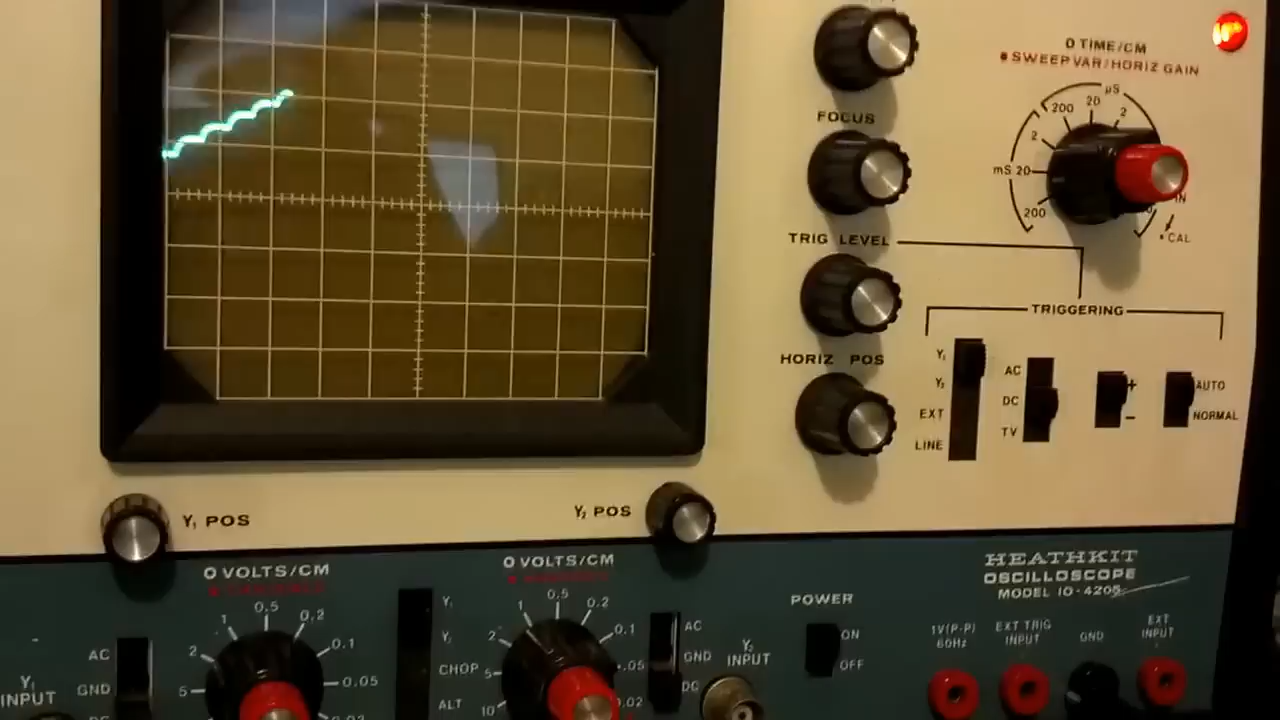 O TIME/CM
SWEEP VAR/HORIZ GAIN
µS
200
20
2
2
mS
20
200
IN
CAL
FOCUS
TRIG LEVEL
TRIGGERING
HORIZ POS
Y1
Y2
EXT
LINE
AC
DC
TV
+
-
AUTO
NORMAL
Y1 POS
Y2 POS
O VOLTS/CM
O VOLTS/CM
HEATHKIT
OSCILLOSCOPE
MODEL IO-4205
POWER
ON
OFF
1V(P-P)
60Hz
EXT TRIG
INPUT
GND
EXT
INPUT
AC
GND
Y1
INPUT
5
2
1
0.5
0.2
0.1
0.05
Y1
Y2
CHOP
ALT
10
5
2
1
0.5
0.2
0.1
.05
0.02
AC
GND
DC
Y2
INPUT